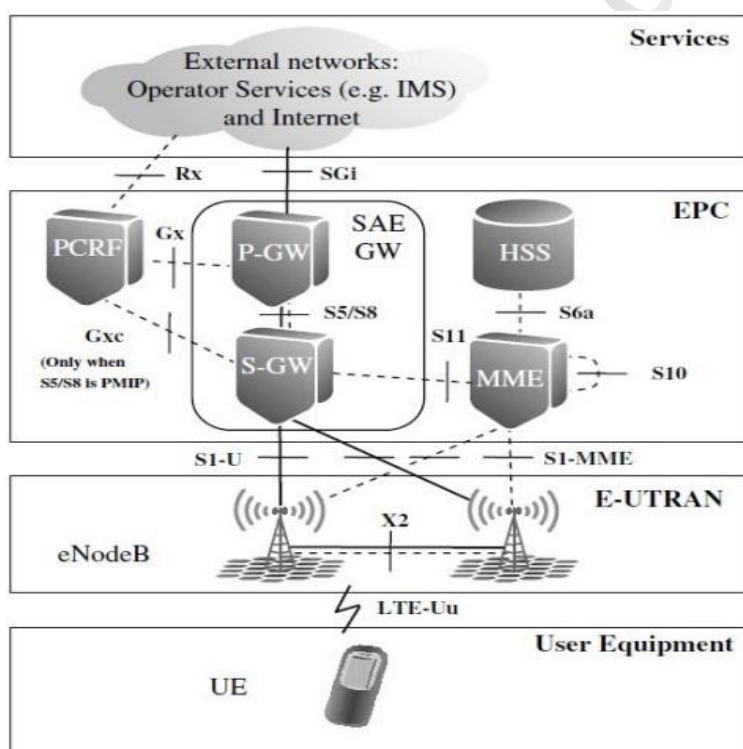 Services
External networks:
Operator Services (e.g. IMS)
and Internet
Rx
SGi
EPC
SAE
GW
PCRF
Gx
P-GW
HSS
S5/S8
S6a
Gxc
(Only when
S5/S8 is PMIP)
S-GW
S11
MME
S10
S1-U
S1-MME
E-UTRAN
X2
eNodeB
LTE-Uu
User Equipment
UE